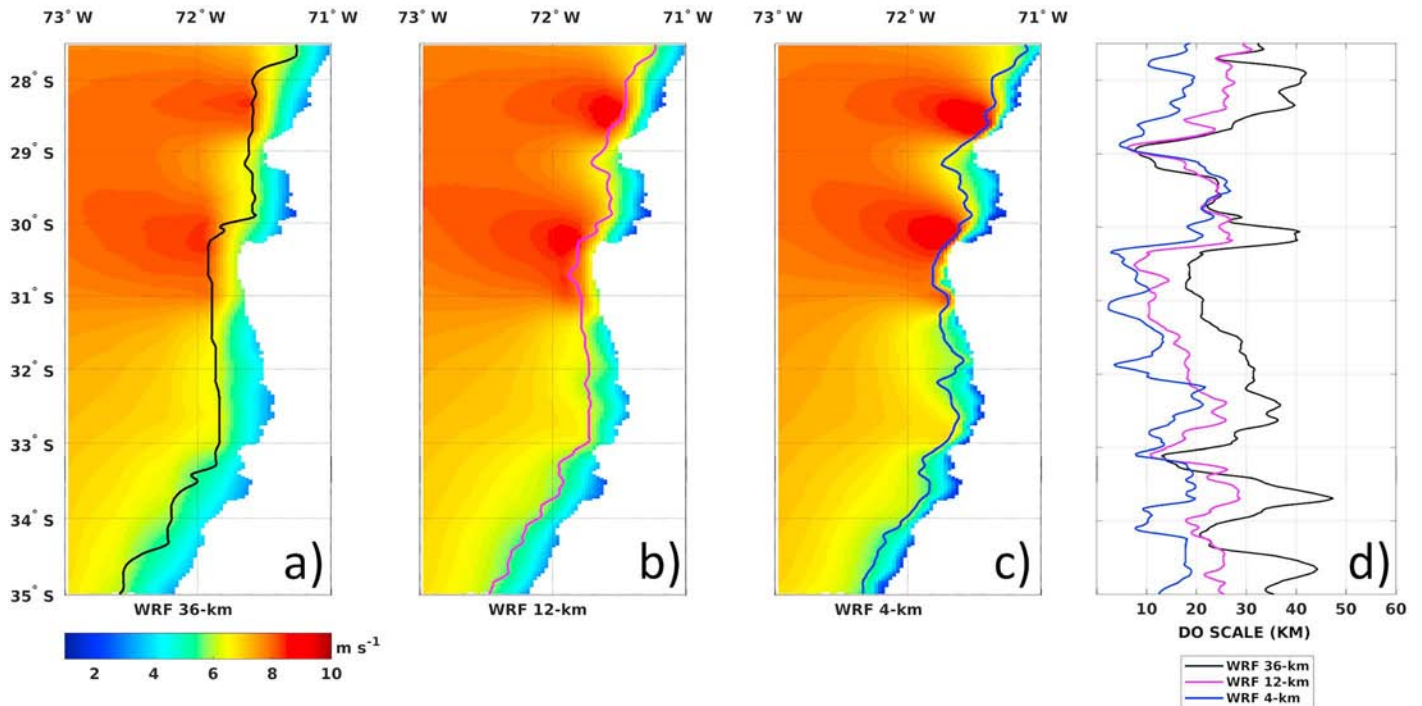 73° W 72° W 71° W 73° W 72° W 71° W 73° W 72° W 71° W
28° S
29° S
30° S
31° S
32° S
33° S
34° S
35° S
a) b) c) d)
WRF 36-km WRF 12-km WRF 4-km
10 20 30 40 50 60
DO SCALE (KM)
m s⁻¹
2 4 6 8 10
WRF 36-km
WRF 12-km
WRF 4-km